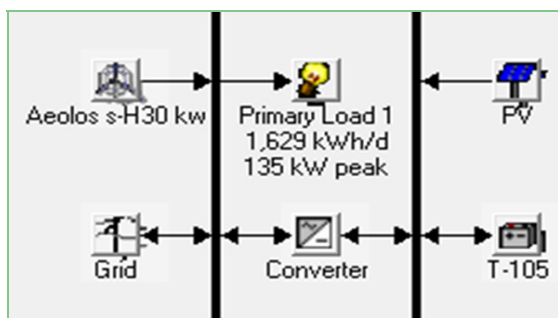 Aeolos s-H30 kw
Primary Load 1
1,629 kWh/d
135 kW peak
PV
Grid
Converter
T-105